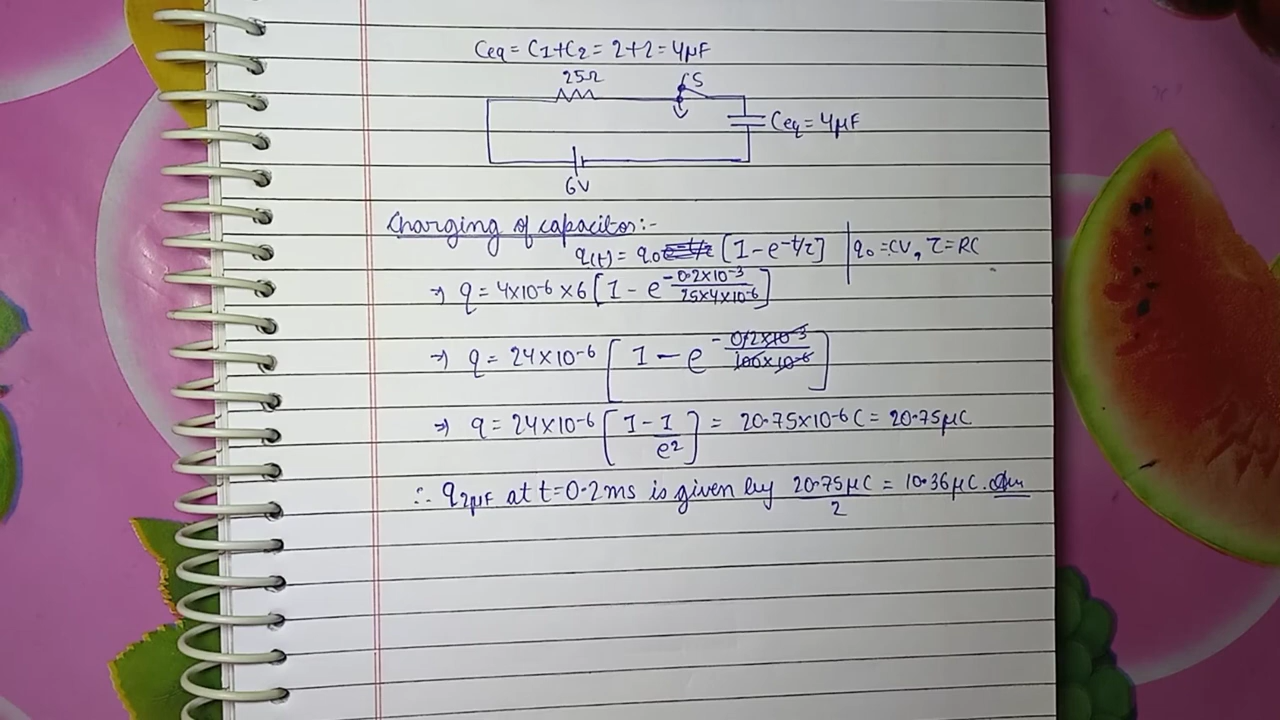 Ceq = C1+C2 = 2+2 = 4μF
25Ω
S
Ceq = 4μF
6V
Charging of capacitor:-
q(t) = q0 [1-e^-t/τ] | q0 = CV, τ = RC
⇒ q = 4×10^-6 × 6 [1 - e^-0.2×10^-3/25×4×10^-6]
⇒ q = 24×10^-6 [1 - e^-0.2×10^-3/100×10^-6]
⇒ q = 24×10^-6 [1-1/e^2] = 20.75×10^-6 C = 20.75μC
∴ q2μF at t=0.2ms is given by 20.75μC/2 = 10.36μC.